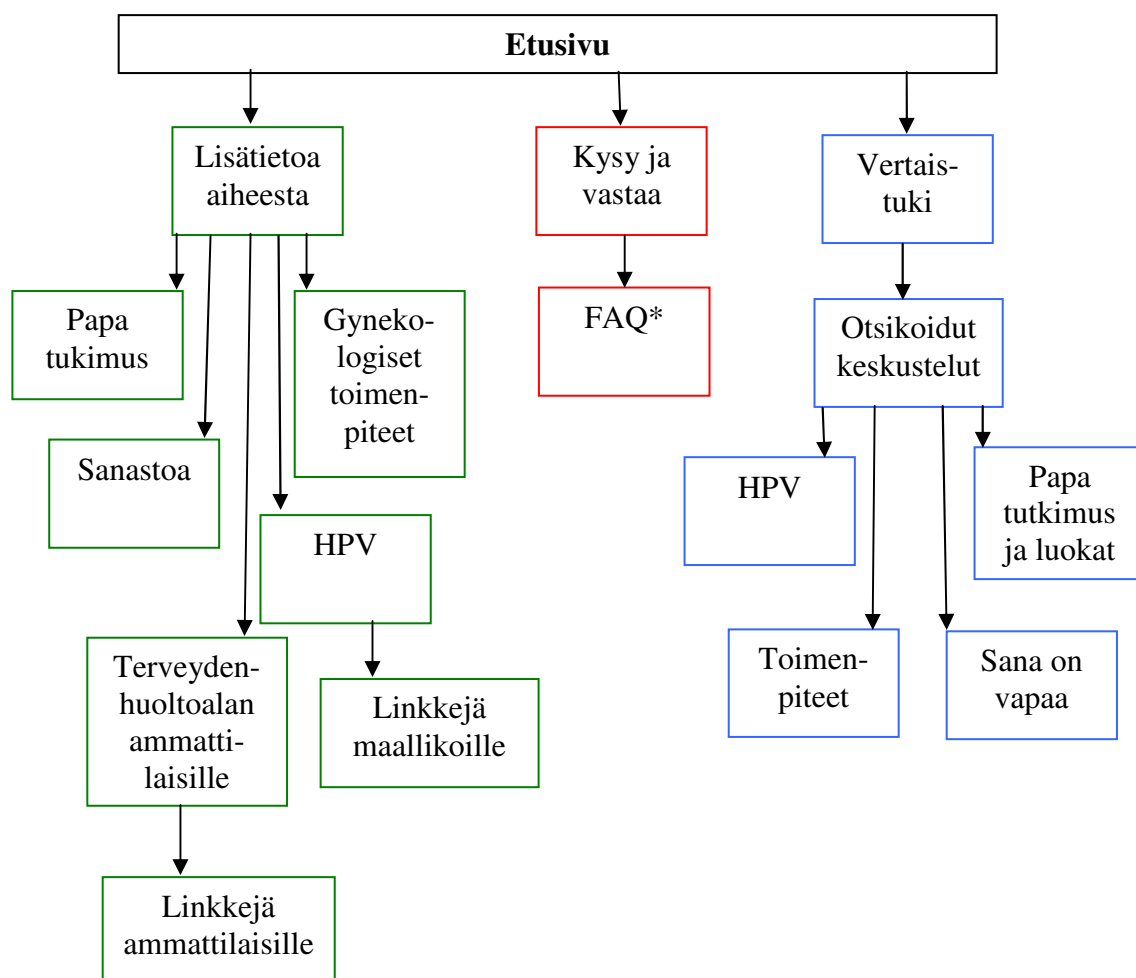 Etusivu
Lisätietoa
aiheesta
Kysy ja
vastaa
Vertais-
tuki
Papa
tukimus
Gyneko-
logiset
toimen-
piteet
FAQ*
Otsikoidut
keskustelut
Sanastoa
HPV
HPV
Papa
tutkimus
ja luokat
Terveyden-
huoltoalan
ammatti-
laisille
Linkkejä
maallikoille
Toimen-
piteet
Sana on
vapaa
Linkkejä
ammattilaisille